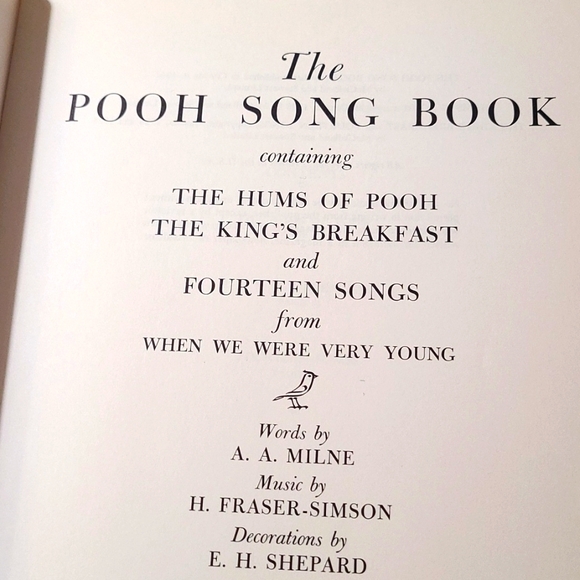 The
POOH SONG BOOK
containing
THE HUMS OF POOH
THE KING'S BREAKFAST
and
FOURTEEN SONGS
from
WHEN WE WERE VERY YOUNG
Words by
A. A. MILNE
Music by
H. FRASER-SIMSON
Decorations by
E. H. SHEPARD